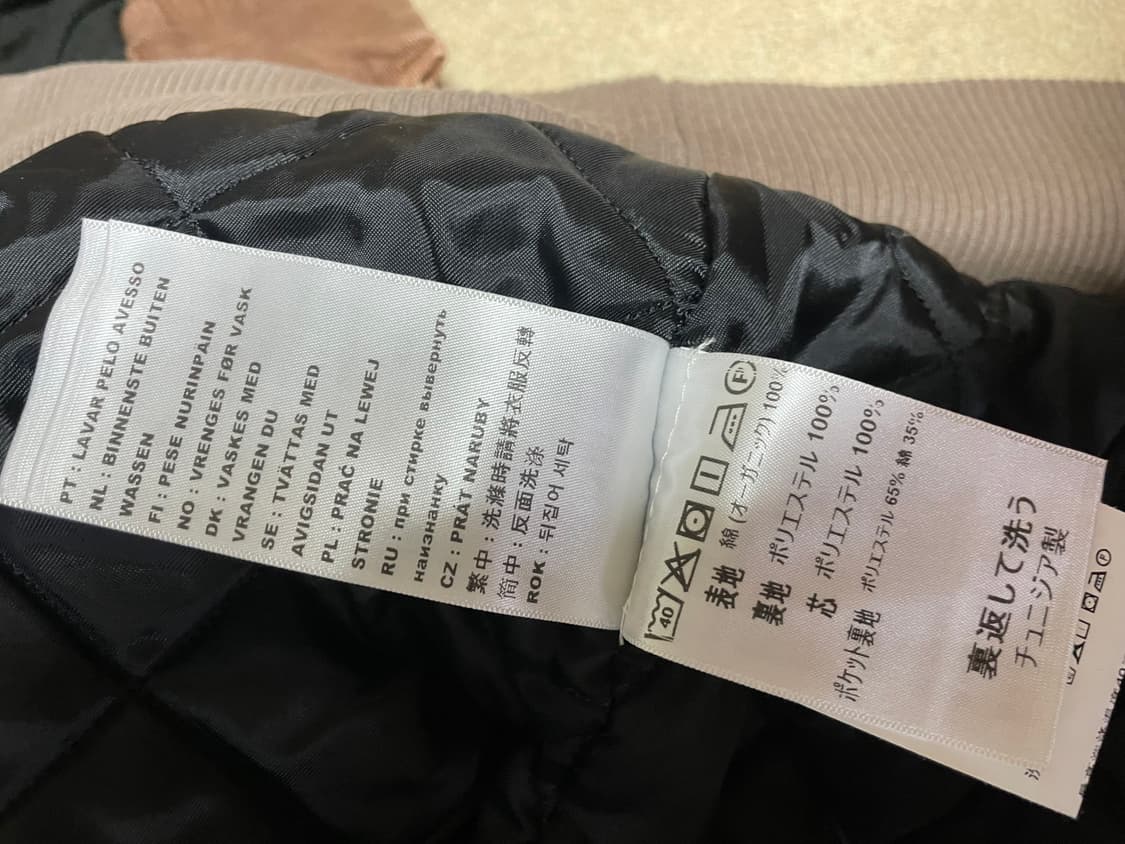 PT : LAVAR PELO AVESSO
NL : BINNENSTE BUITEN
WASSEN
FI : PESE NURINPAIN
NO : VRENGES FØR VASK
DK : VASKES MED
VRANGEN DU
SE : TVÄTTAS MED
AVIGSIDAN UT
PL : PRAĆ NA LEWEJ
STRONIE
RU : при стирке вывернуть
наизнанку
CZ : PRÁT NARUBY
繁中 : 洗滌時請將衣服反轉
简中 : 反面洗涤
ROK : 뒤집어 세탁
40 F
表地 綿 (オーガニック) 100%
裏地 ポリエステル 100%
芯 ポリエステル 100%
ポケット裏地 ポリエステル 65% 綿 35%
裏返して洗う
チュニジア製
F